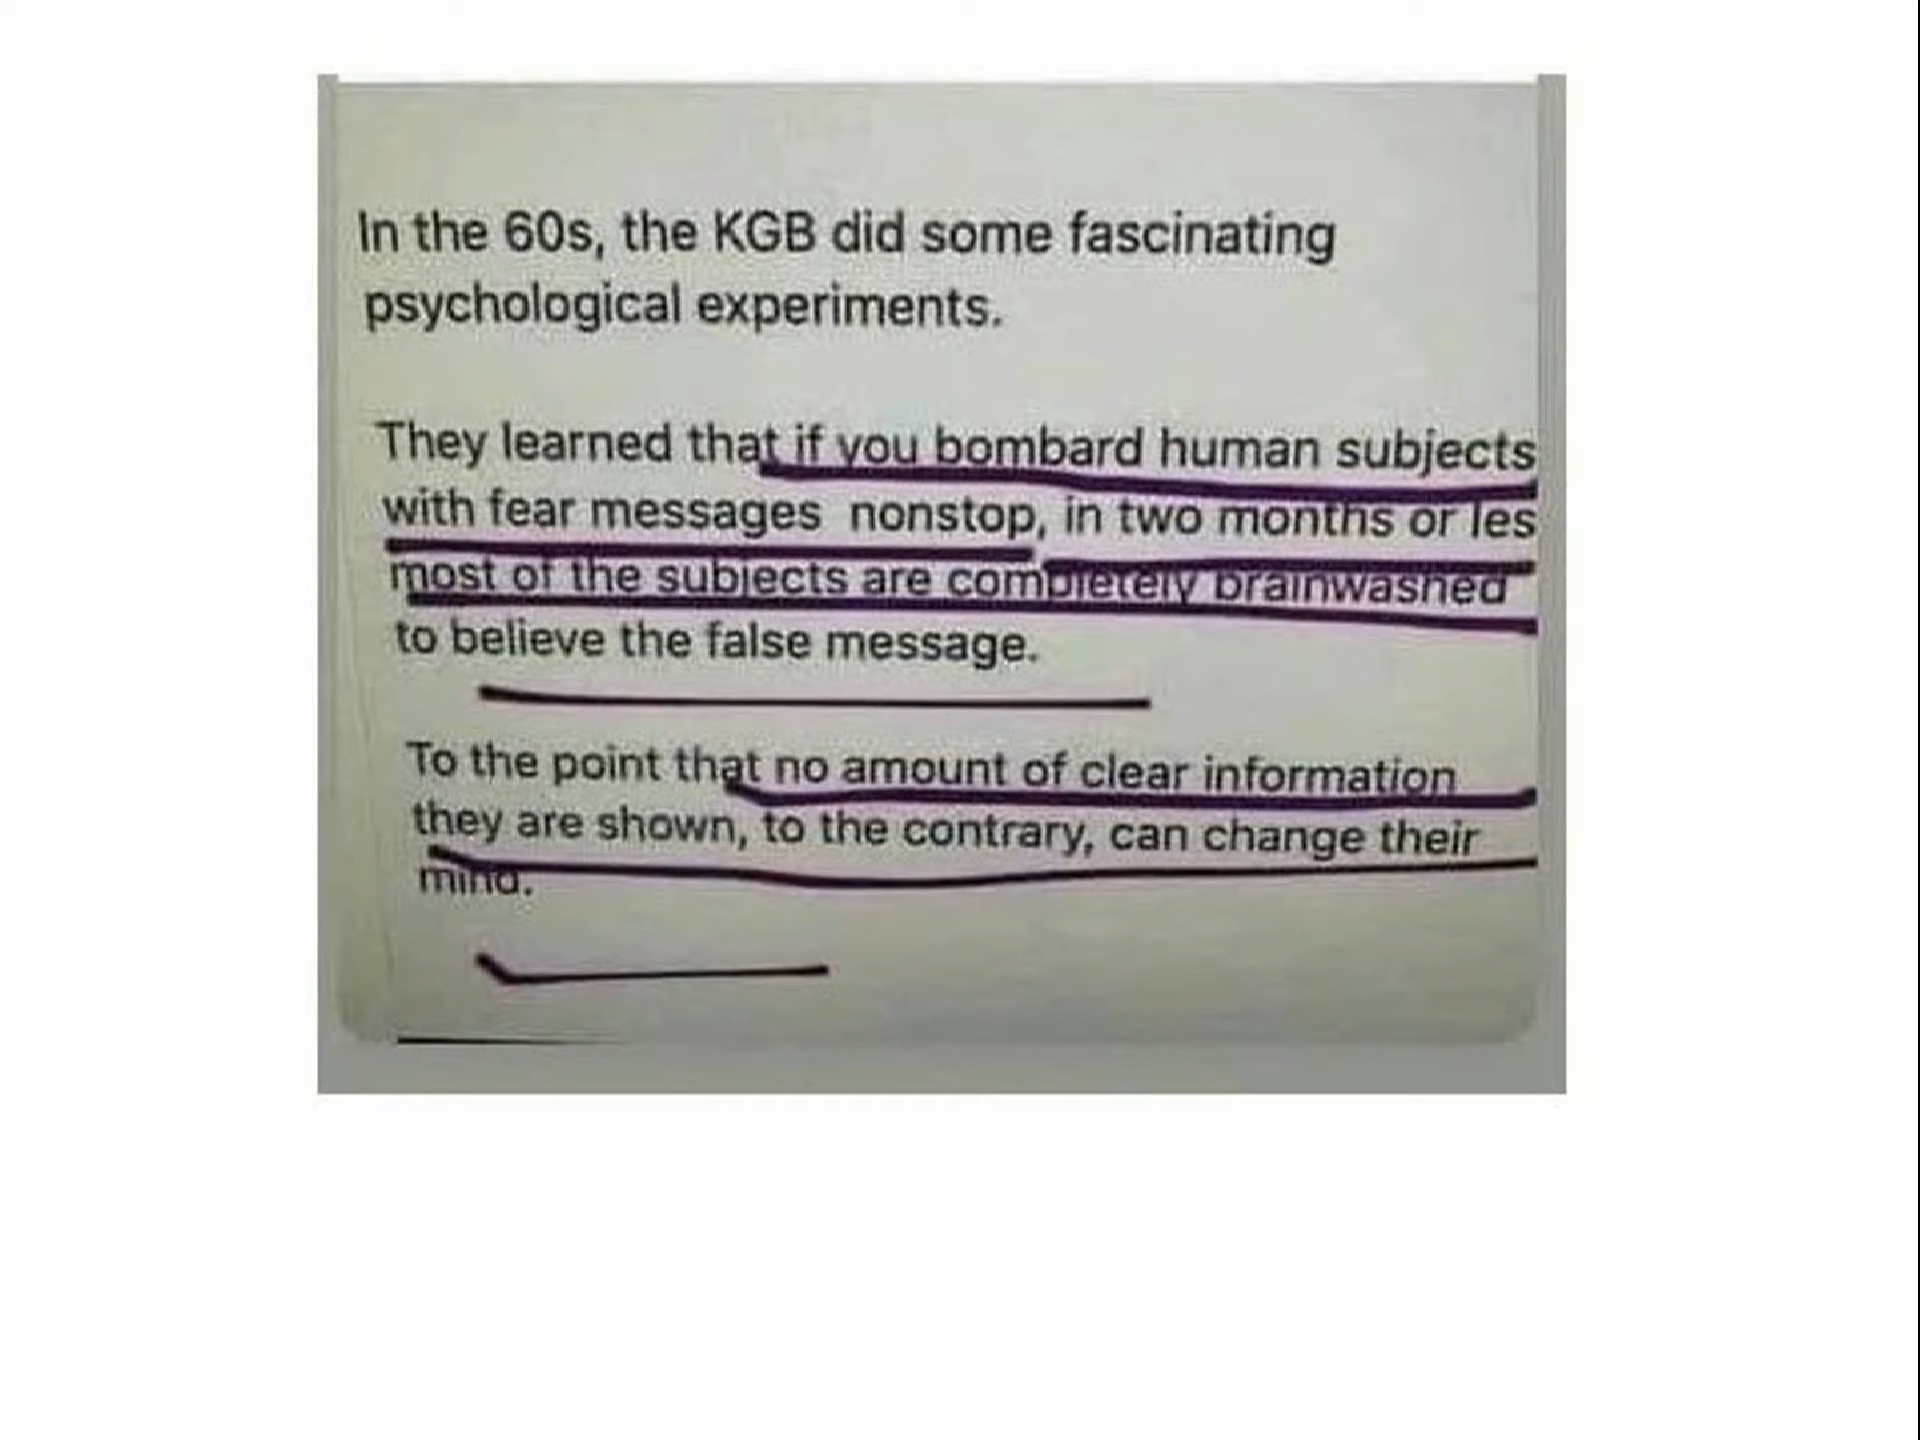 In the 60s, the KGB did some fascinating
psychological experiments.
They learned that if you bombard human subjects
with fear messages nonstop, in two months or les
most of the subjects are completely brainwashed
to believe the false message.
To the point that no amount of clear information
they are shown, to the contrary, can change their
mind.